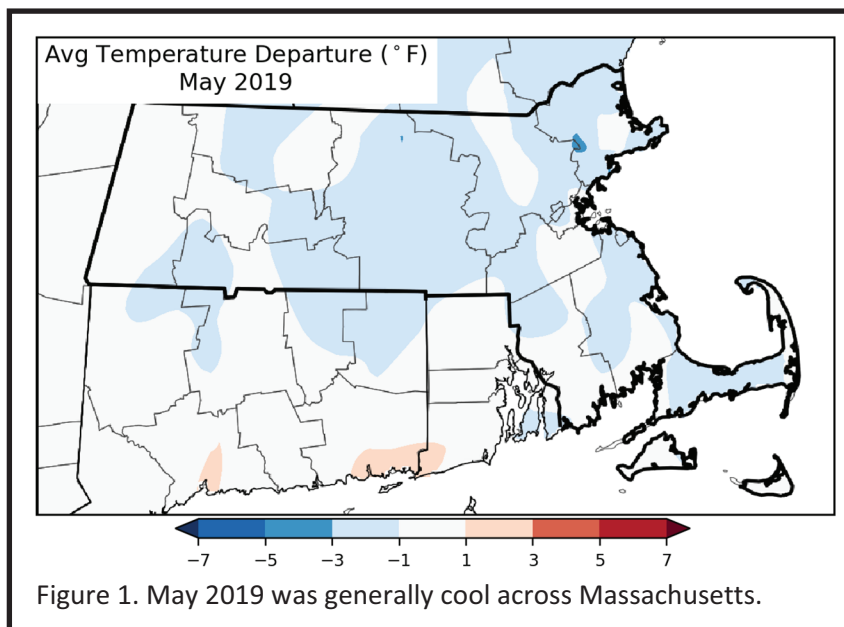 Avg Temperature Departure (°F)
May 2019
−7 −5 −3 −1 1 3 5 7
Figure 1. May 2019 was generally cool across Massachusetts.